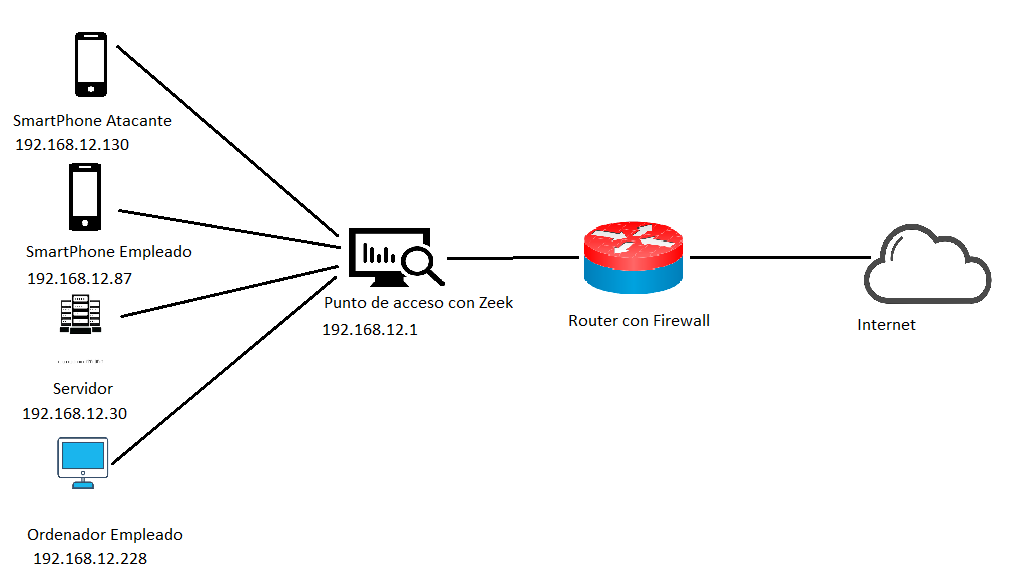 SmartPhone Atacante
192.168.12.130
SmartPhone Empleado
192.168.12.87
Servidor
192.168.12.30
Ordenador Empleado
192.168.12.228
Punto de acceso con Zeek
192.168.12.1
Router con Firewall
Internet